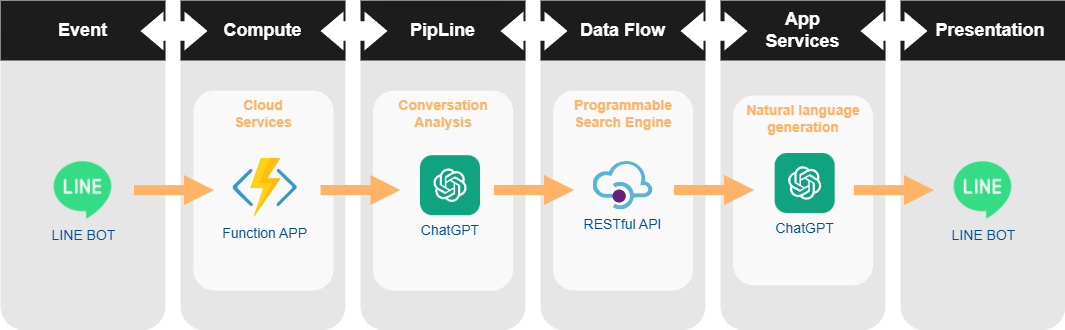 Event
Compute
PipLine
Data Flow
App
Services
Presentation
Cloud
Services
Conversation
Analysis
Programmable
Search Engine
Natural language
generation
LINE
LINE
LINE BOT
Function APP
ChatGPT
RESTful API
ChatGPT
LINE BOT